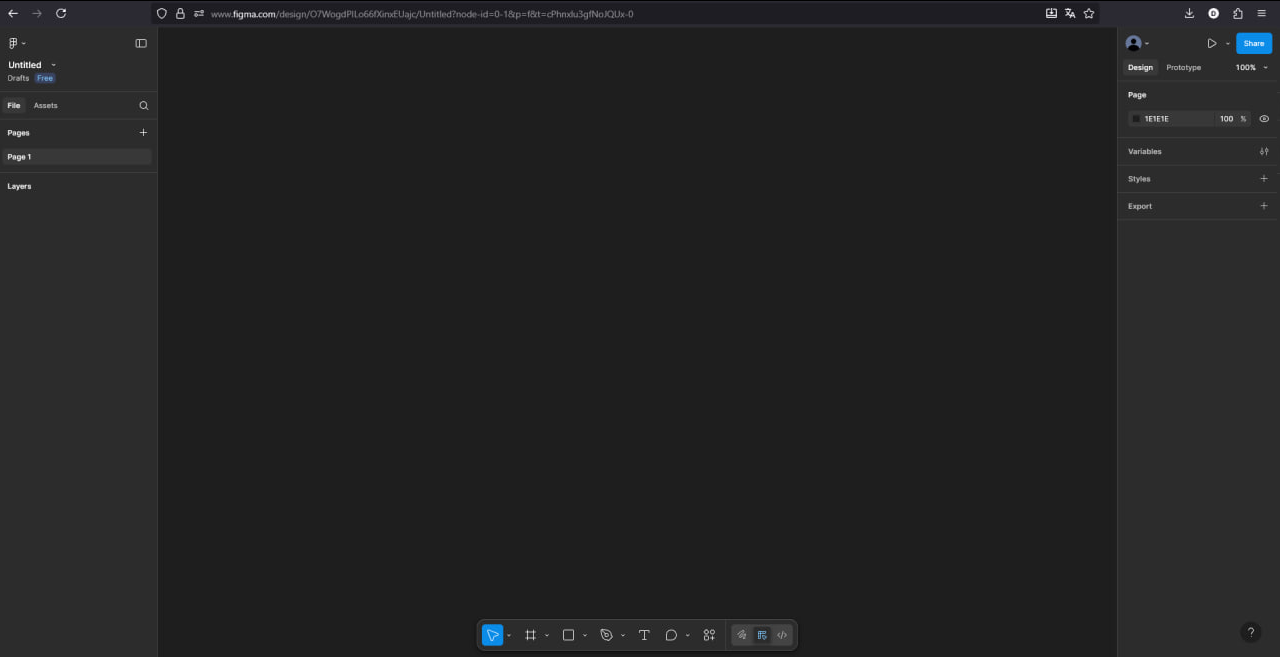 www.figma.com/design/O7WogdPILo66fXinxEUajc/Untitled?node-id=0-1&p=f&t=cPhnxlu3gfNoJQUx-0
Untitled
Share
Drafts Free
Design Prototype 100%
File Assets
Page
Pages
1E1E1E 100 %
Page 1
Variables
Layers
Styles
Export
T
D
?